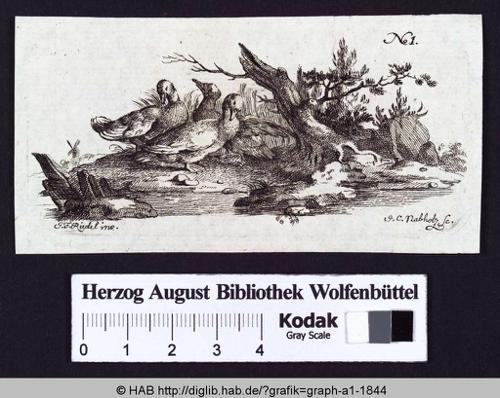 No 1.
J. E. Ridel inv.
J. C. Nabholz sc.
Herzog August Bibliothek Wolfenbüttel
0 1 2 3 4
Kodak
Gray Scale
© HAB http://diglib.hab.de/?grafik=graph-a1-1844